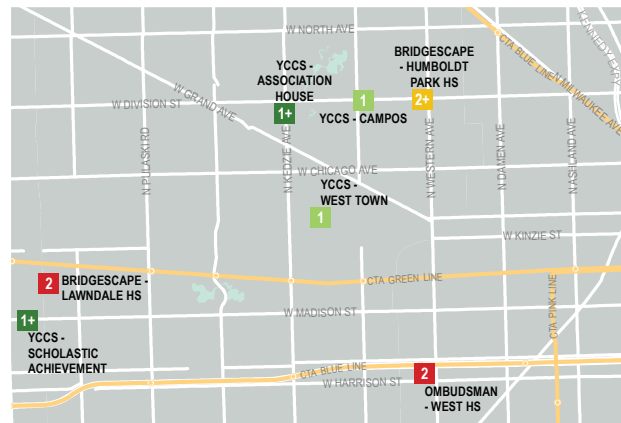 W NORTH AVE
KENNEDY EXPY
CTA BLUE LINE
N MILWAUKEE AVE
YCCS -
ASSOCIATION
HOUSE
1+
1
YCCS - CAMPOS
BRIDGESCAPE
- HUMBOLDT
PARK HS
2+
W GRAND AVE
W DIVISION ST
N PULASKI RD
N KEDZIE AVE
N WESTERN AVE
N DAMEN AVE
N ASHLAND AVE
W CHICAGO AVE
YCCS -
WEST TOWN
1
W KINZIE ST
2
BRIDGESCAPE -
LAWNDALE HS
CTA GREEN LINE
1+
YCCS -
SCHOLASTIC
ACHIEVEMENT
W MADISON ST
CTA PINK LINE
CTA BLUE LINE
W HARRISON ST
2
OMBUDSMAN
- WEST HS